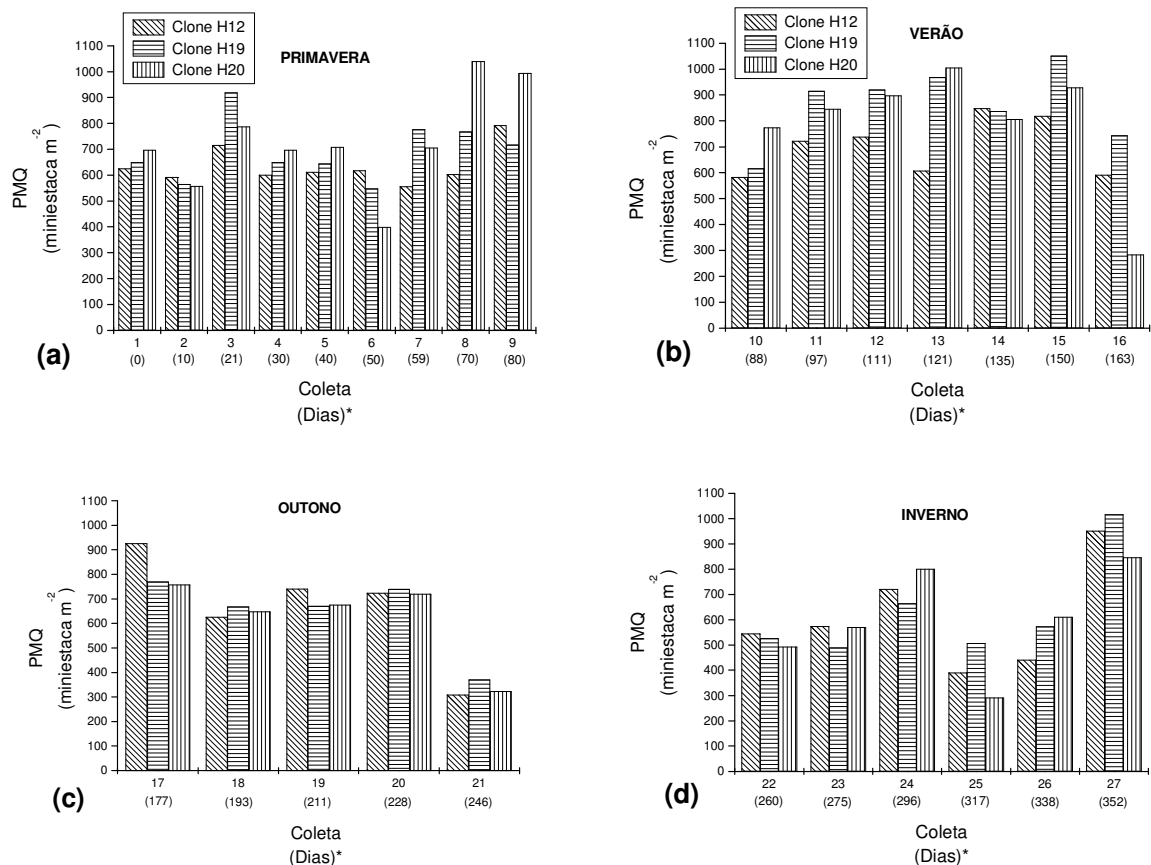 Clone H12
Clone H19
Clone H20
PRIMAVERA
1100
1000
900
800
700
600
500
400
300
200
100
0
PMQ
(miniestaca m⁻²)
1 2 3 4 5 6 7 8 9
(0) (10) (21) (30) (40) (50) (59) (70) (80)
(a)
Coleta
(Dias)*
Clone H12
Clone H19
Clone H20
VERÃO
1100
1000
900
800
700
600
500
400
300
200
100
0
PMQ
(miniestaca m⁻²)
10 11 12 13 14 15 16
(88) (97) (111) (121) (135) (150) (163)
(b)
Coleta
(Dias)*
OUTONO
1100
1000
900
800
700
600
500
400
300
200
100
0
PMQ
(miniestaca m⁻²)
17 18 19 20 21
(177) (193) (211) (228) (246)
(c)
Coleta
(Dias)*
INVERNO
1100
1000
900
800
700
600
500
400
300
200
100
0
PMQ
(miniestaca m⁻²)
22 23 24 25 26 27
(260) (275) (296) (317) (338) (352)
(d)
Coleta
(Dias)*